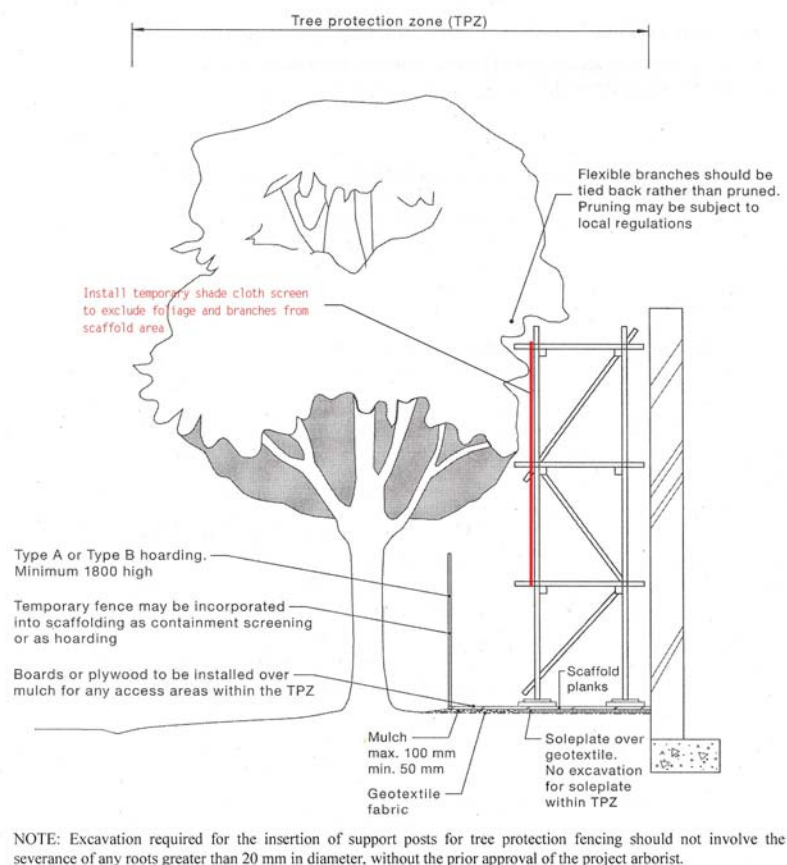 Tree protection zone (TPZ)
Flexible branches should be
tied back rather than pruned.
Pruning may be subject to
local regulations
Install temporary shade cloth screen
to exclude foliage and branches from
scaffold area
Type A or Type B hoarding.
Minimum 1800 high
Temporary fence may be incorporated
into scaffolding as containment screening
or as hoarding
Boards or plywood to be installed over
mulch for any access areas within the TPZ
Scaffold
planks
Mulch
max. 100 mm
min. 50 mm
Geotextile
fabric
Soleplate over
geotextile.
No excavation
for soleplate
within TPZ
NOTE: Excavation required for the insertion of support posts for tree protection fencing should not involve the
severance of any roots greater than 20 mm in diameter, without the prior approval of the project arborist.